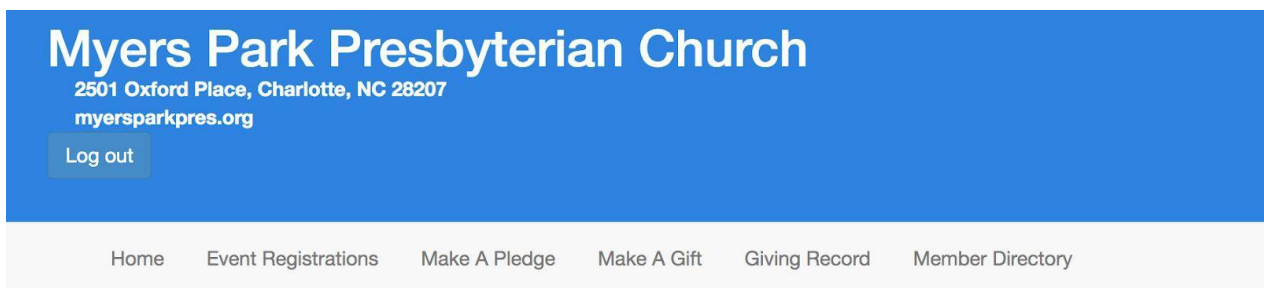 Myers Park Presbyterian Church
2501 Oxford Place, Charlotte, NC 28207
myersparkpres.org
Log out
Home Event Registrations Make A Pledge Make A Gift Giving Record Member Directory